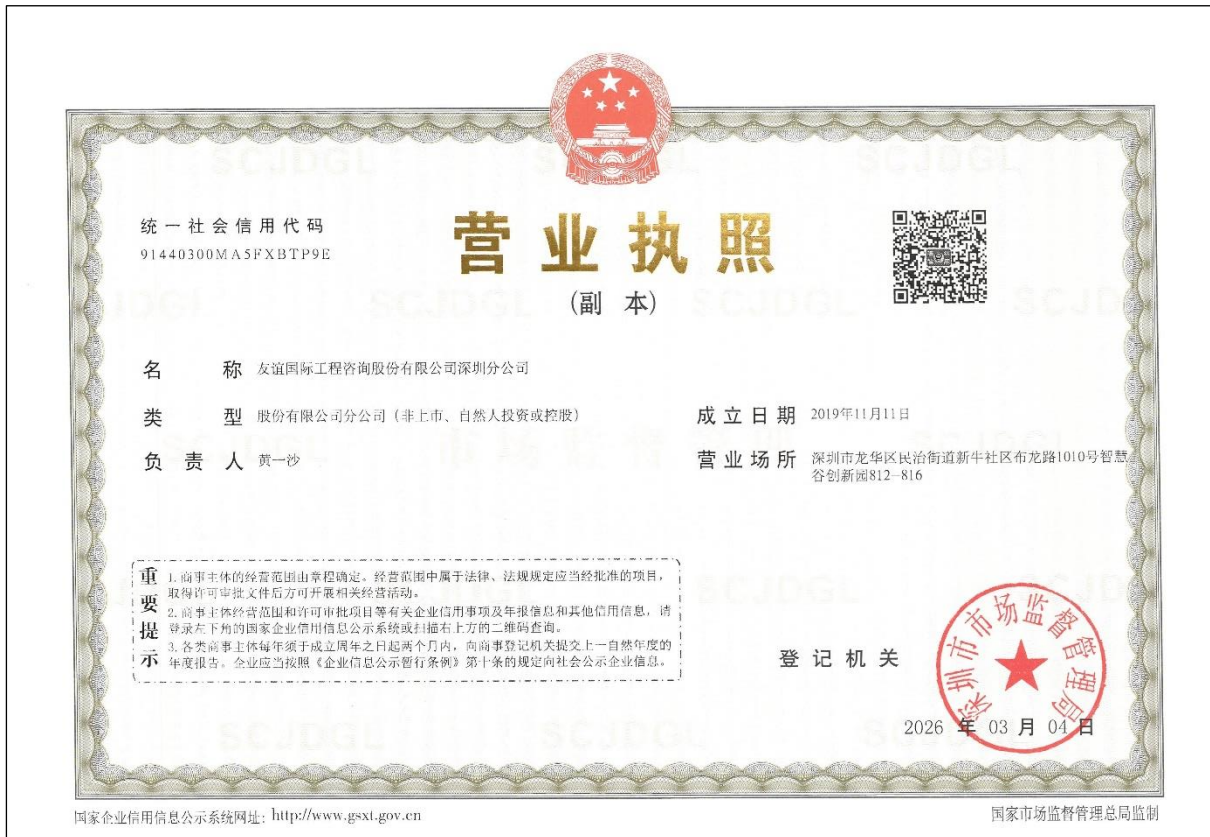 统一社会信用代码
91440300MA5FXBTP9E
营业执照
(副 本)
名 称 友谊国际工程咨询股份有限公司深圳分公司
类 型 股份有限公司分公司（非上市、自然人投资或控股）
成立日期 2019年11月11日
负责人 黄一沙
营业场所 深圳市龙华区民治街道新牛社区布龙路1010号智慧
谷创新园812-816
重要提示
1. 商事主体的经营范围由章程确定。经营范围中属于法律、法规规定应当经批准的项目，
取得许可审批文件后方可开展相关经营活动。
2. 商事主体经营范围和许可审批项目等有关企业信用事项及年报信息和其他信用信息，请
登录左下角的国家企业信用信息公示系统或扫描右上方的二维码查询。
3. 各类商事主体每年须于成立周年之日起两个月内，向商事登记机关提交上一自然年度的
年度报告。企业应当按照《企业信息公示暂行条例》第十条的规定向社会公示企业信息。
登记机关
深圳市市场监督管理局
2026 年 03 月 04 日
国家企业信用信息公示系统网址：http://www.gsxt.gov.cn
国家市场监督管理总局监制
SCJDGL